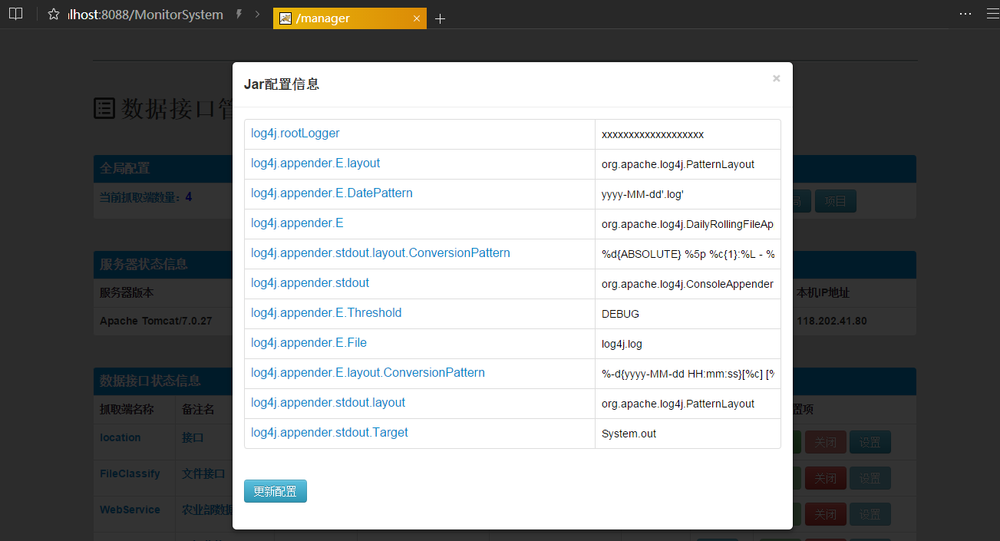 lhost:8088/MonitorSystem
/manager
Jar配置信息
数据接口管
log4j.rootLogger xxxxxxxxxxxxxxxxxxx
全局配置
log4j.appender.E.layout org.apache.log4j.PatternLayout
当前抓取端数量：4
log4j.appender.E.DatePattern yyyy-MM-dd'.log'
局 项目
log4j.appender.E org.apache.log4j.DailyRollingFileAp
服务器状态信息
log4j.appender.stdout.layout.ConversionPattern %d{ABSOLUTE} %5p %c{1}:%L - %
服务器版本 本机IP地址
log4j.appender.stdout org.apache.log4j.ConsoleAppender
Apache Tomcat/7.0.27 118.202.41.80
log4j.appender.E.Threshold DEBUG
log4j.appender.E.File log4j.log
数据接口状态信息
log4j.appender.E.layout.ConversionPattern %-d{yyyy-MM-dd HH:mm:ss}[%c] [%
抓取端名称 备注名 置项
log4j.appender.stdout.layout org.apache.log4j.PatternLayout
location 接口 关闭 设置
log4j.appender.stdout.Target System.out
FileClassify 文件接口 关闭 设置
更新配置
WebService 农业部数据 关闭 设置